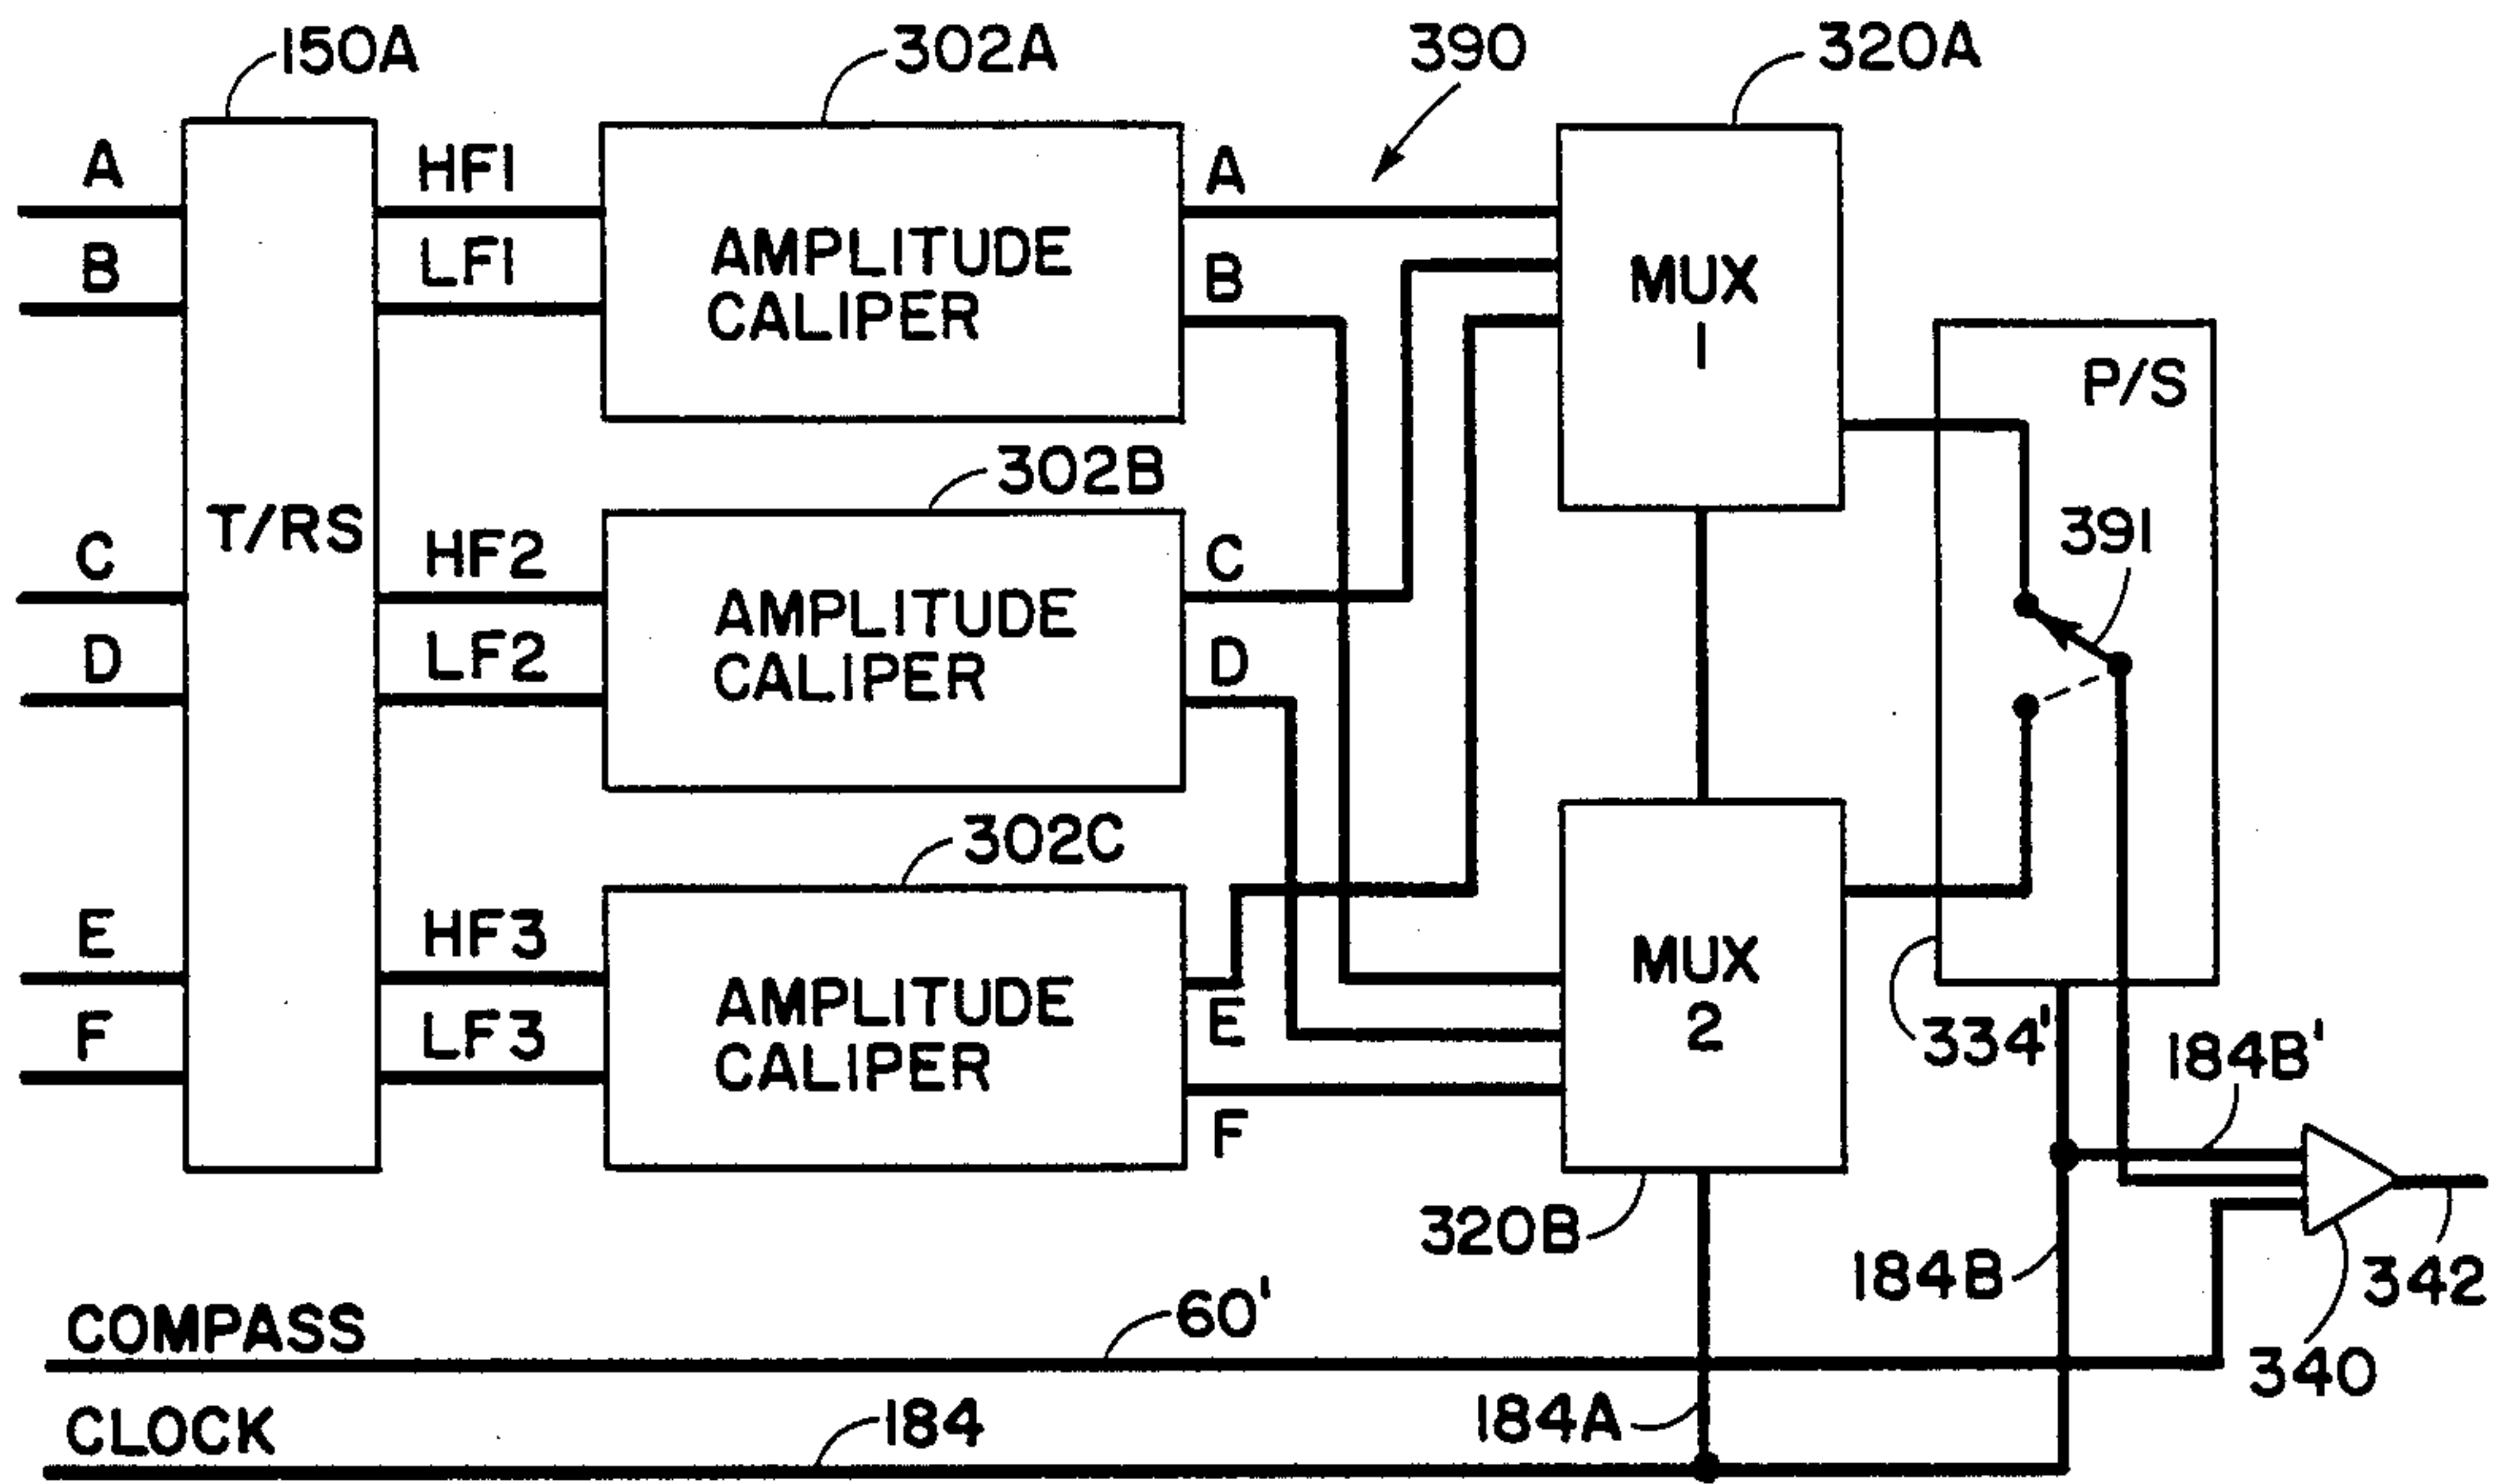 150A
302A
390
320A
A
HF1
A
B
LF1
AMPLITUDE
CALIPER
B
MUX
1
P/S
302B
391
T/RS
C
HF2
C
D
LF2
AMPLITUDE
CALIPER
D
302C
E
HF3
MUX
2
AMPLITUDE
CALIPER
E
F
LF3
334'
184B'
F
320B
184B
342
COMPASS
60'
340
CLOCK
184
184A